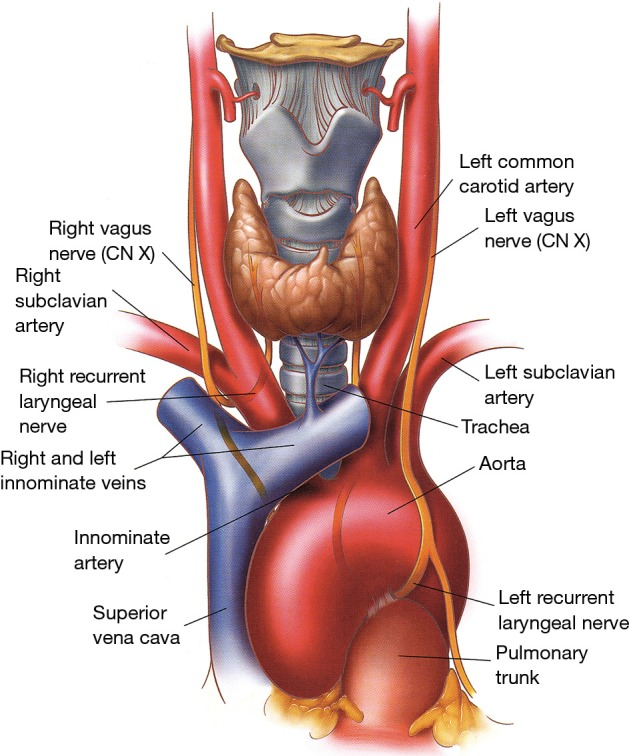 Left common
carotid artery
Left vagus
nerve (CN X)
Right vagus
nerve (CN X)
Right
subclavian
artery
Right recurrent
laryngeal
nerve
Left subclavian
artery
Trachea
Right and left
innominate veins
Aorta
Innominate
artery
Superior
vena cava
Left recurrent
laryngeal nerve
Pulmonary
trunk